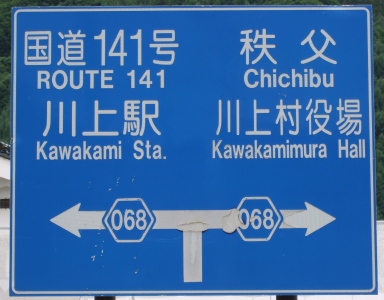 国道141号
ROUTE 141
川上駅
Kawakami Sta.
秩父
Chichibu
川上村役場
Kawakamimura Hall
068
068